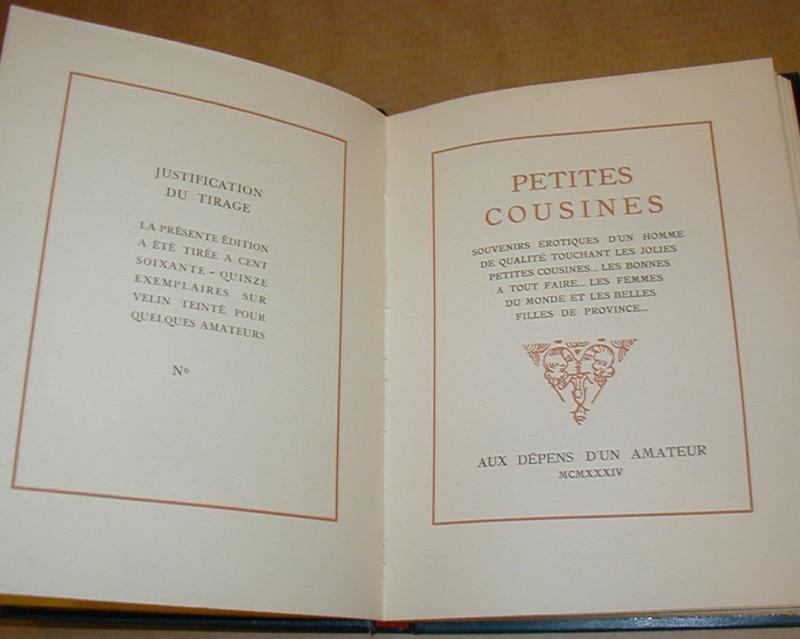 JUSTIFICATION
DU TIRAGE
LA PRÉSENTE ÉDITION
A ÉTÉ TIRÉE A CENT
SOIXANTE - QUINZE
EXEMPLAIRES SUR
VELIN TEINTÉ POUR
QUELQUES AMATEURS
Nº
PETITES
COUSINES
SOUVENIRS ÉROTIQUES D'UN HOMME
DE QUALITÉ TOUCHANT LES JOLIES
PETITES COUSINES... LES BONNES
A TOUT FAIRE... LES FEMMES
DU MONDE ET LES BELLES
FILLES DE PROVINCE...
AUX DÉPENS D'UN AMATEUR
MCMXXXIV